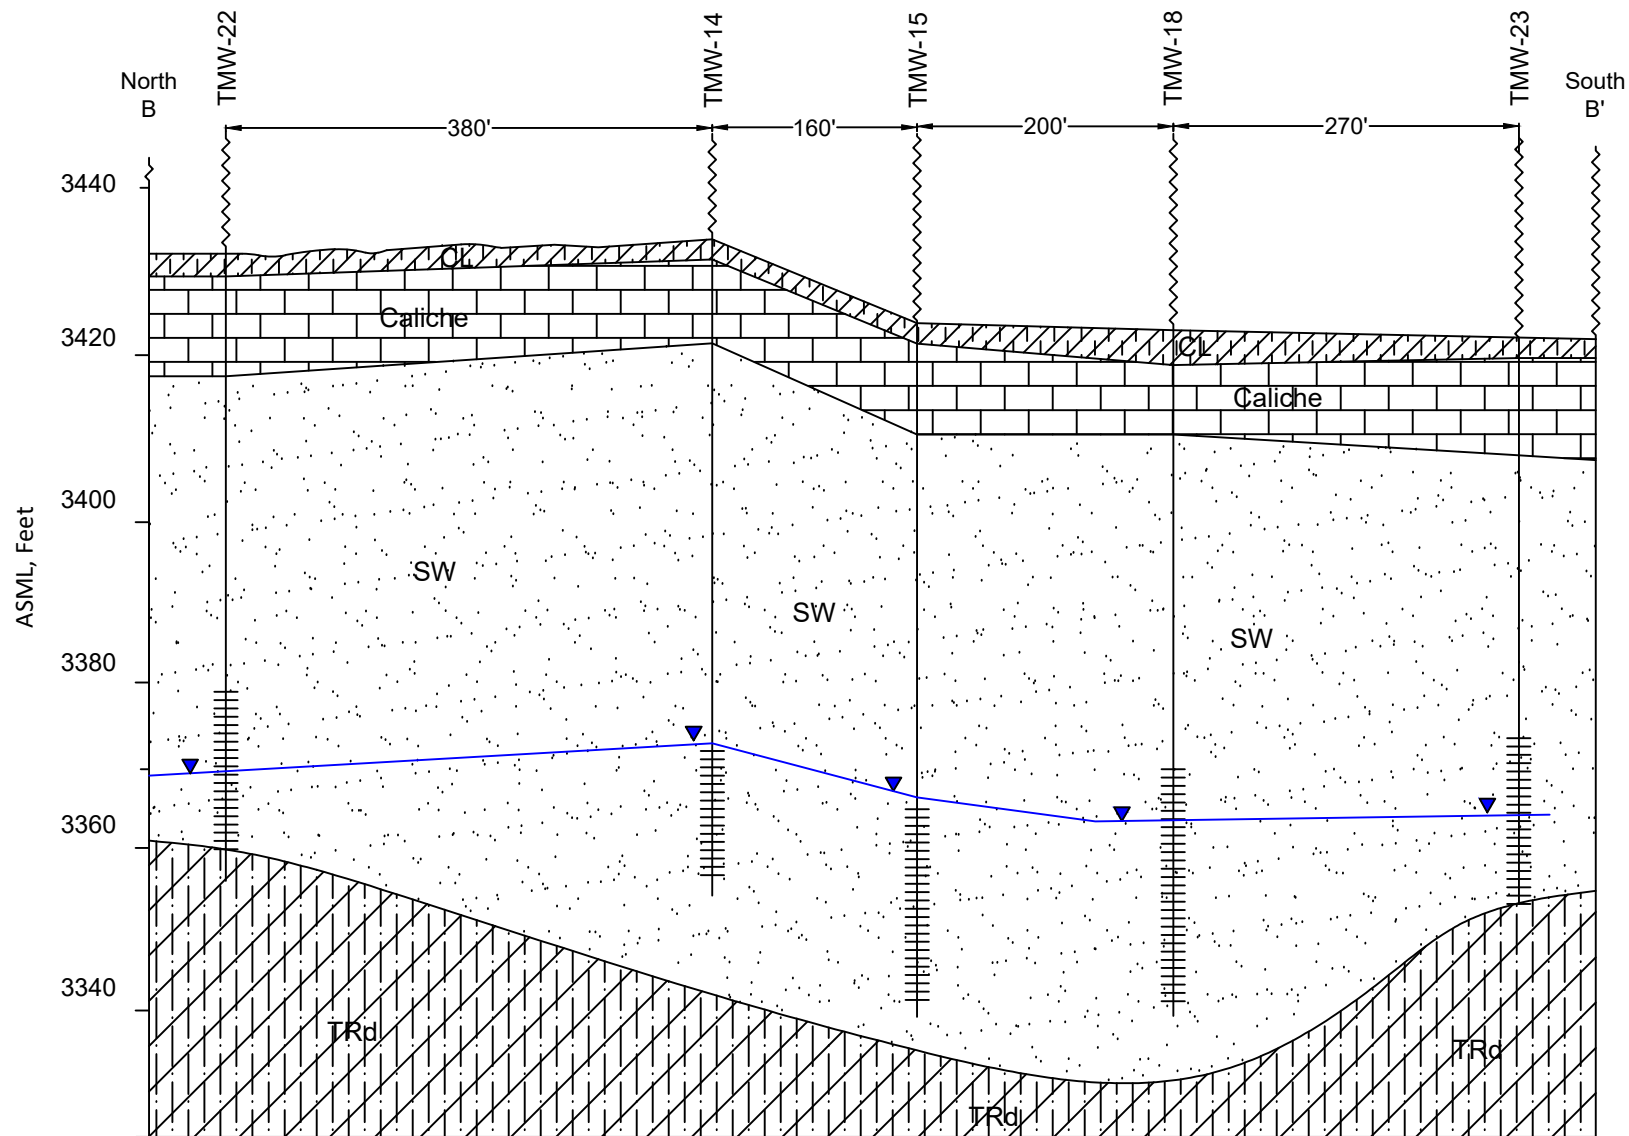 TMW-22
TMW-14
TMW-15
TMW-18
TMW-23
North
B
South
B'
380'
160'
200'
270'
3440
CL
Caliche
3420
CL
Caliche
3400
ASML, Feet
SW
SW
SW
3380
3360
3340
TRd
TRd
TRd